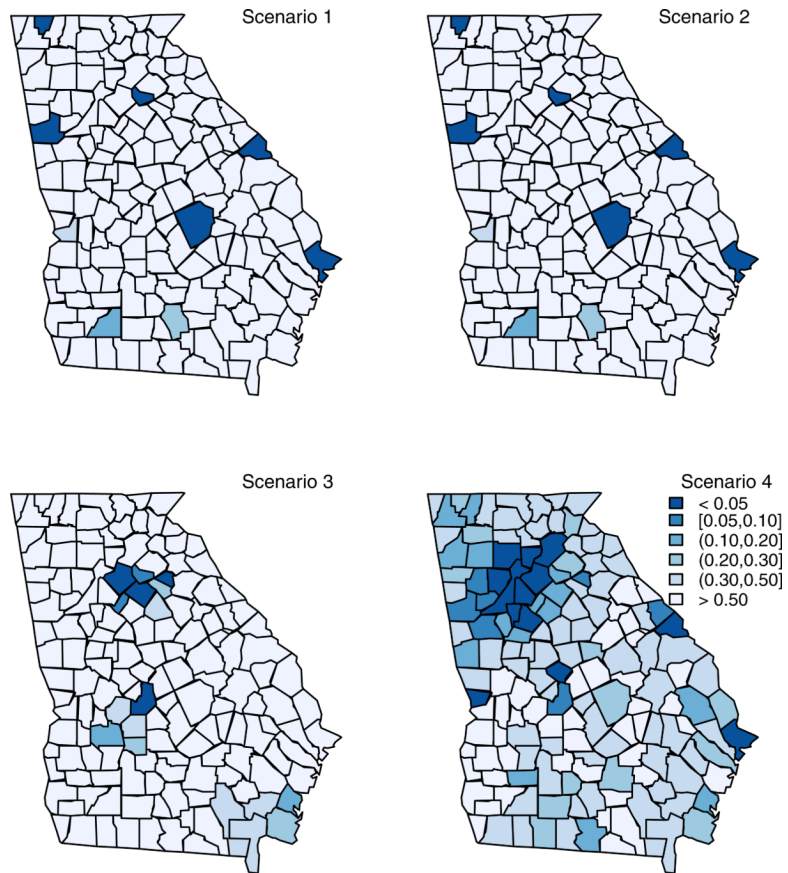 Scenario 1
Scenario 2
Scenario 3
Scenario 4
< 0.05
[0.05,0.10]
(0.10,0.20]
(0.20,0.30]
(0.30,0.50]
> 0.50